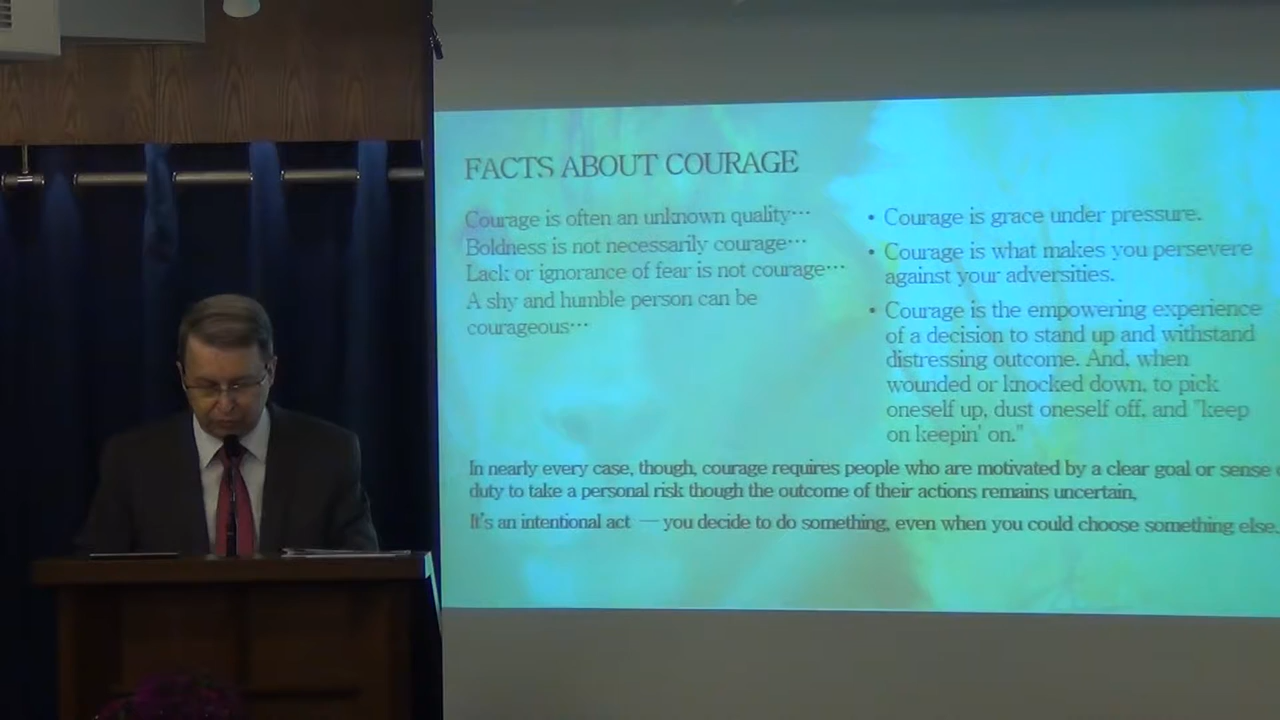 FACTS ABOUT COURAGE
Courage is often an unknown quality…
Boldness is not necessarily courage…
Lack or ignorance of fear is not courage…
A shy and humble person can be
courageous…
• Courage is grace under pressure.
• Courage is what makes you persevere
against your adversities.
• Courage is the empowering experience
of a decision to stand up and withstand
distressing outcome. And, when
wounded or knocked down, to pick
oneself up, dust oneself off, and "keep
on keepin' on."
In nearly every case, though, courage requires people who are motivated by a clear goal or sense
duty to take a personal risk though the outcome of their actions remains uncertain,
It's an intentional act — you decide to do something, even when you could choose something else.